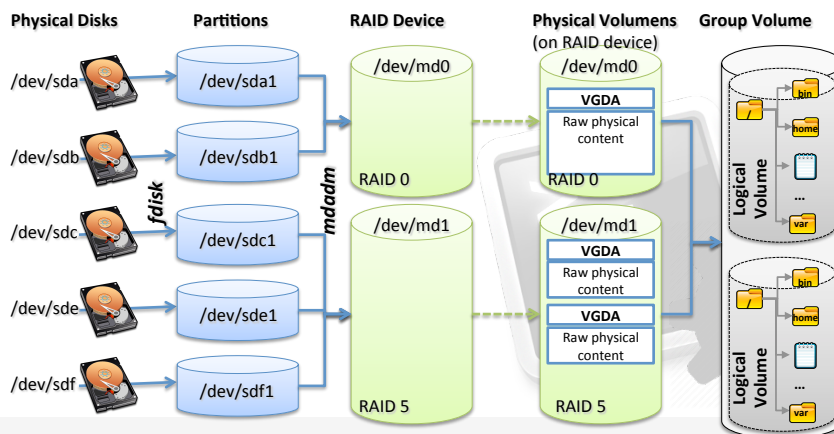 Physical Disks
Partitions
RAID Device
Physical Volumens
(on RAID device)
Group Volume
/dev/sda
/dev/sdb
/dev/sdc
/dev/sde
/dev/sdf
fdisk
/dev/sda1
/dev/sdb1
/dev/sdc1
/dev/sde1
/dev/sdf1
mdadm
/dev/md0
RAID 0
/dev/md1
RAID 5
/dev/md0
VGDA
Raw physical
content
RAID 0
/dev/md1
VGDA
Raw physical
content
VGDA
Raw physical
content
RAID 5
Logical
Volume
/
bin
home
...
var
Logical
Volume
/
bin
home
...
var